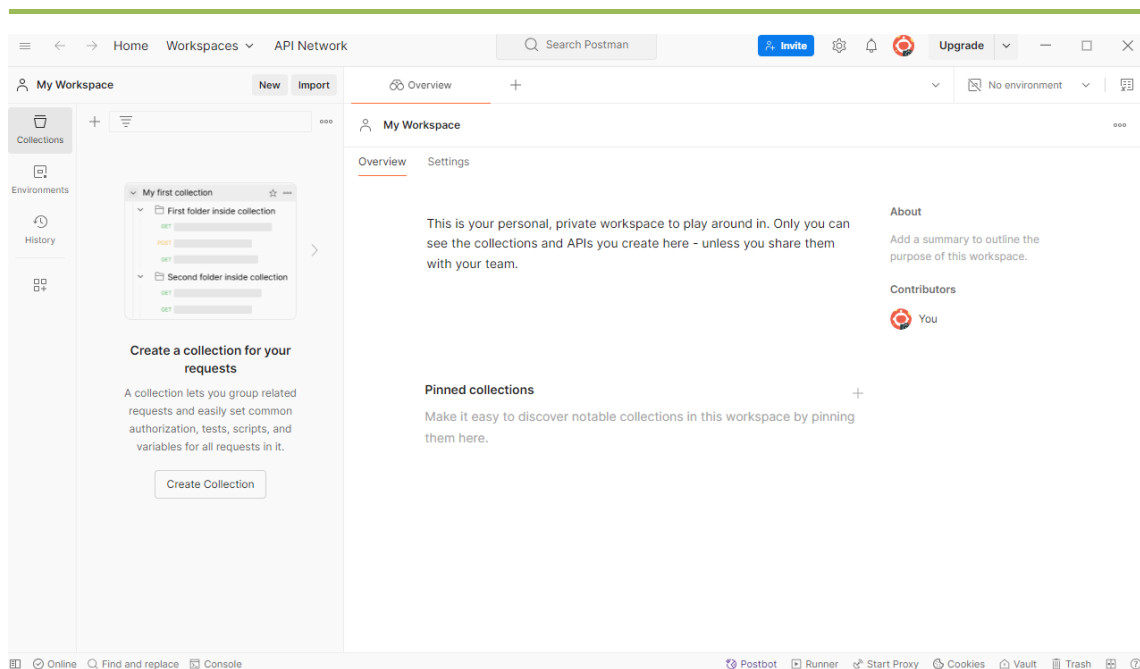 Home Workspaces API Network Search Postman Invite Upgrade
My Workspace New Import Overview No environment
Collections
Environments
History
My first collection
First folder inside collection
GET
POST
GET
Second folder inside collection
GET
GET
Create a collection for your
requests
A collection lets you group related
requests and easily set common
authorization, tests, scripts, and
variables for all requests in it.
Create Collection
My Workspace
Overview Settings
This is your personal, private workspace to play around in. Only you can
see the collections and APIs you create here - unless you share them
with your team.
Pinned collections
Make it easy to discover notable collections in this workspace by pinning
them here.
About
Add a summary to outline the
purpose of this workspace.
Contributors
You
Online Find and replace Console Postbot Runner Start Proxy Cookies Vault Trash